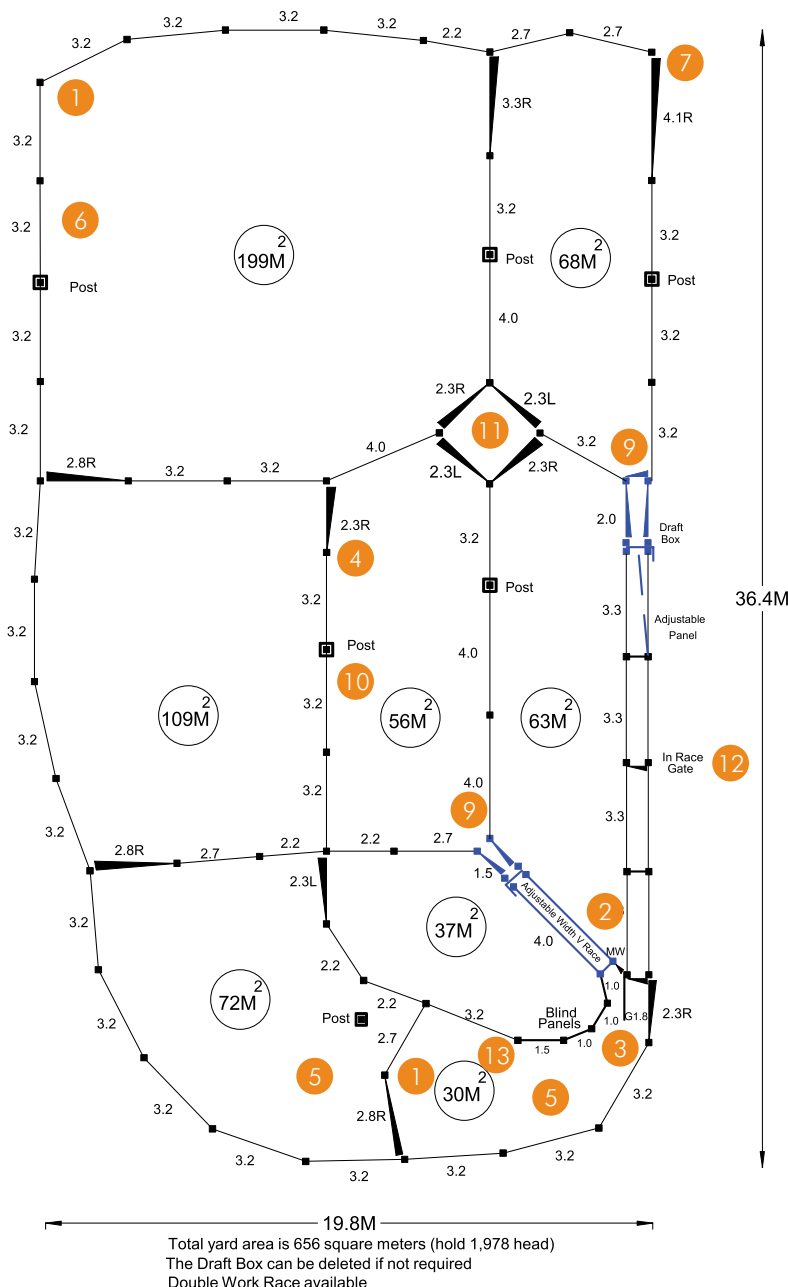 3.2
3.2
3.2
3.2
2.2
2.7
2.7
1
7
3.3R
4.1R
3.2
6
3.2
3.2
3.2
3.2
199M²
Post
68M²
Post
Post
4.0
3.2
3.2
2.3R
2.3L
11
4.0
3.2
9
3.2
3.2
2.8R
3.2
3.2
2.3L
2.3R
2.0
Draft
Box
3.2
2.3R
3.2
4
Post
36.4M
3.2
3.3
Adjustable
Panel
3.2
Post
4.0
10
3.2
109M²
56M²
63M²
3.3
3.2
In Race
Gate
12
3.2
4.0
9
3.3
3.2
2.8R
2.7
2.2
2.2
2.7
1.5
2.3L
Adjustable Width V Race
2
3.2
37M²
4.0
MW
72M²
2.2
1.0
2.2
Blind
Panels
G1.8
2.3R
3.2
Post
3.2
2.7
1.0
1.5
1.0
13
3
5
1
30M²
5
3.2
3.2
2.8R
3.2
3.2
3.2
3.2
19.8M
Total yard area is 656 square meters (hold 1,978 head)
The Draft Box can be deleted if not required
Double Work Race available